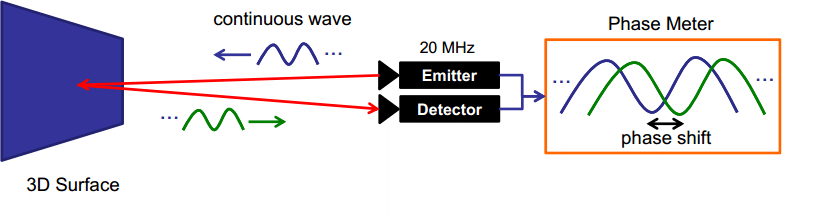 continuous wave
Phase Meter
20 MHz
Emitter
Detector
phase shift
3D Surface